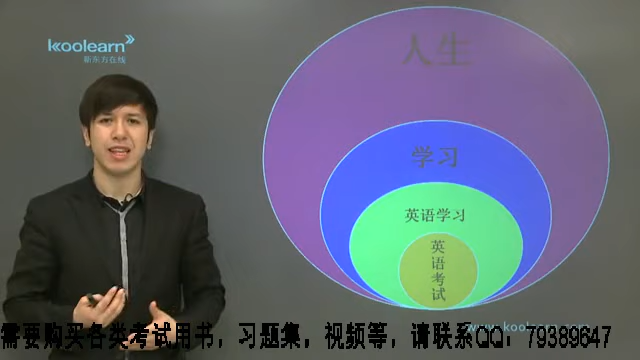 koolearn
新东方在线
人生
学习
英语学习
英语考试
www.koolearn.
需要购买各类考试用书，习题集，视频等，请联系QQ：79389647